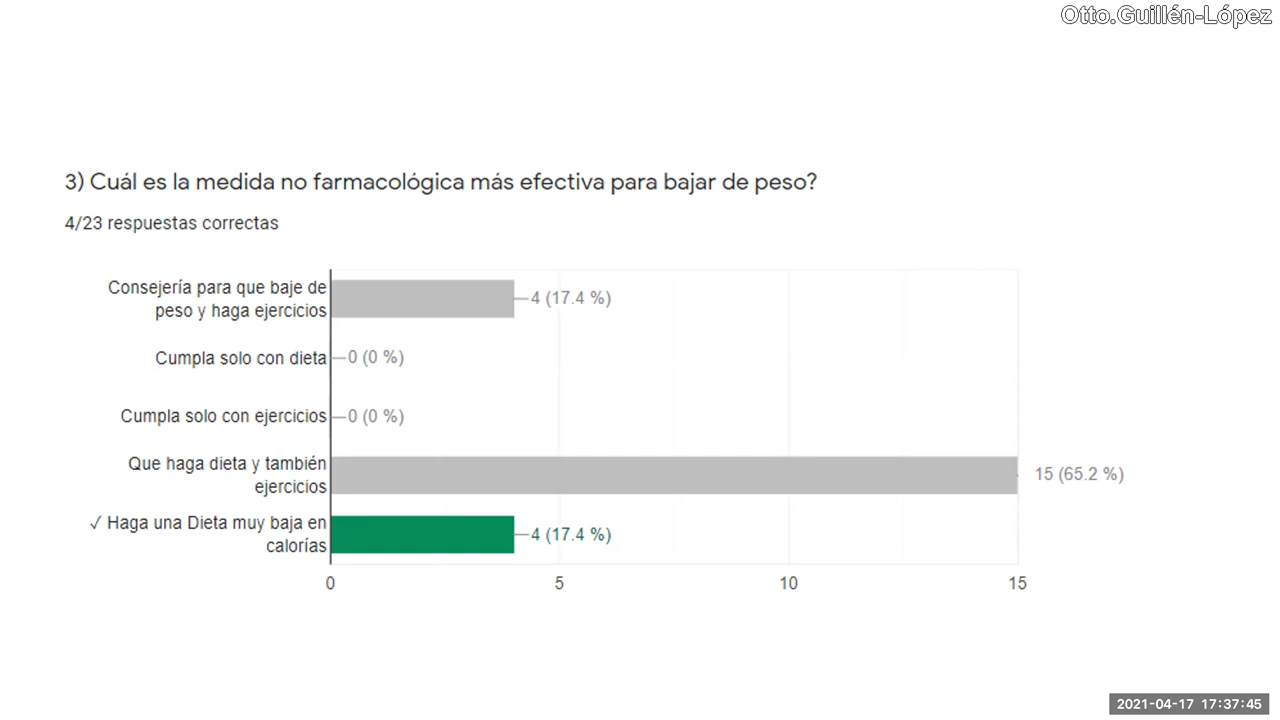 Otto.Guillén-López
3) Cuál es la medida no farmacológica más efectiva para bajar de peso?
4/23 respuestas correctas
Consejería para que baje de
peso y haga ejercicios
4 (17.4 %)
Cumpla solo con dieta
0 (0 %)
Cumpla solo con ejercicios
0 (0 %)
Que haga dieta y también
ejercicios
15 (65.2 %)
✓ Haga una Dieta muy baja en
calorías
4 (17.4 %)
0 5 10 15
2021-04-17 17:37:45